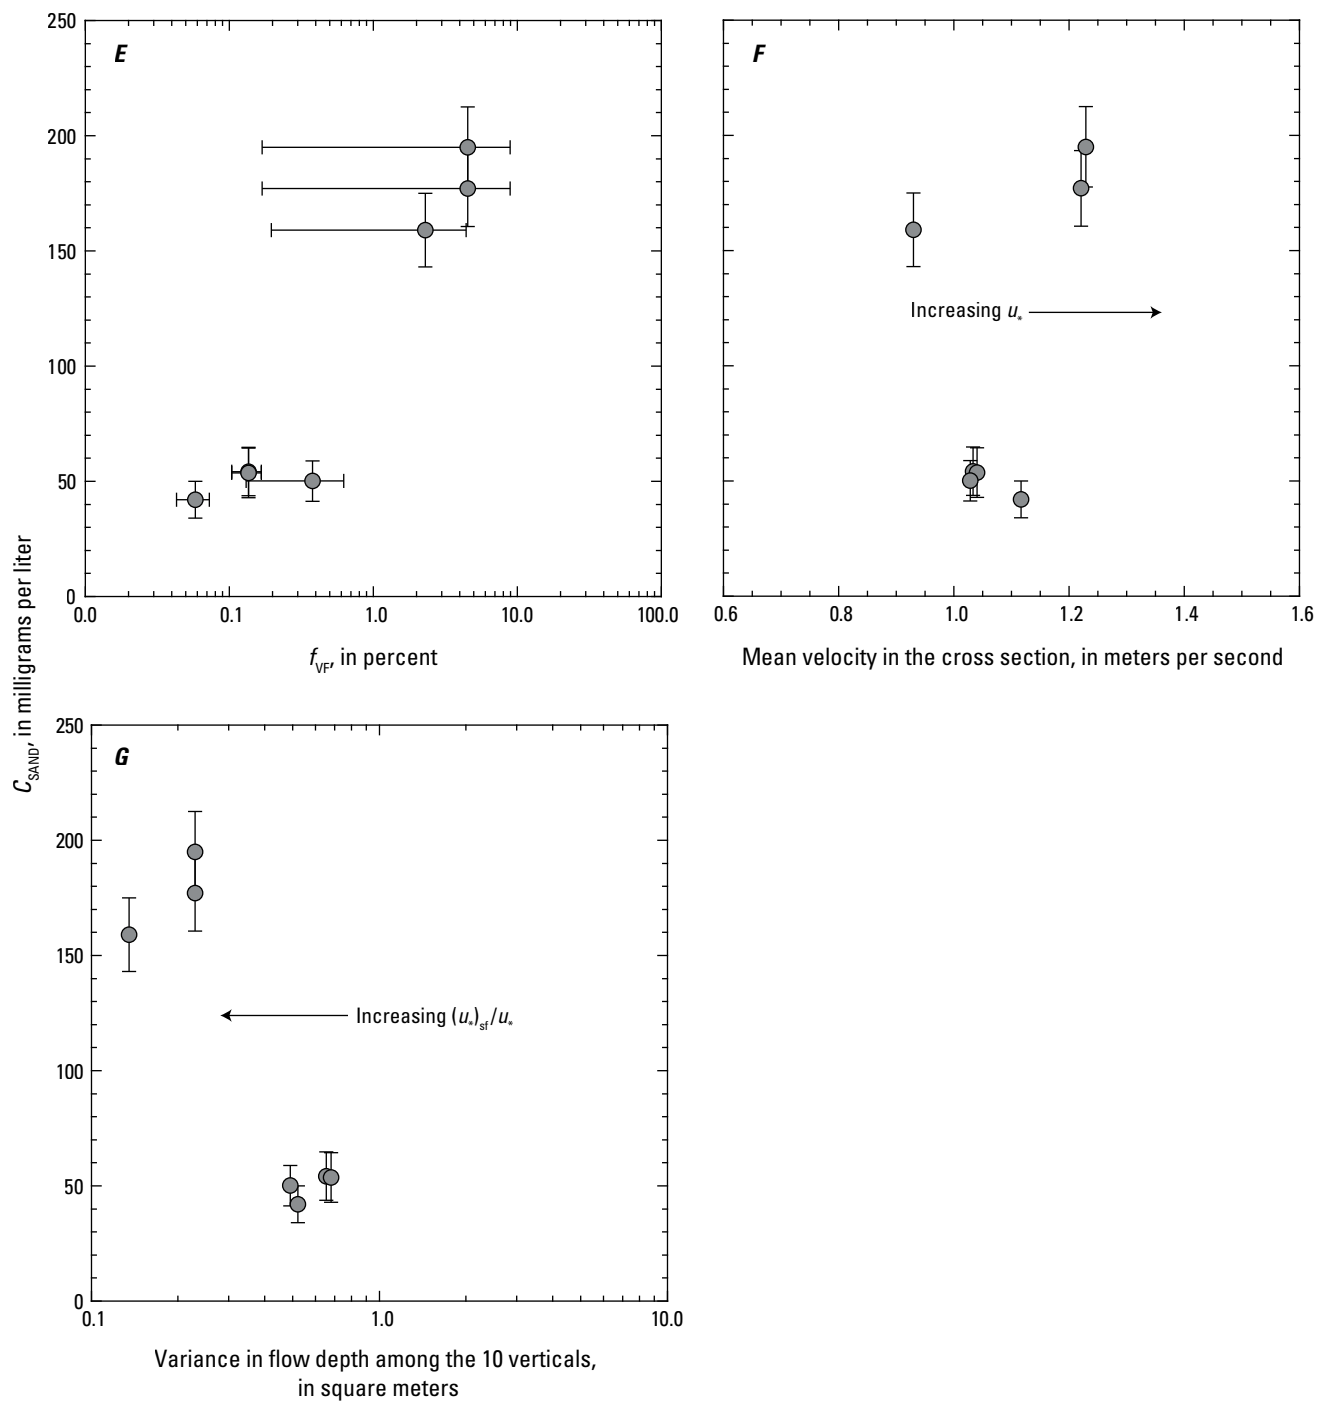 E
250
200
150
100
50
0
0.0 0.1 1.0 10.0 100.0
fVF, in percent
F
Increasing u*
0.6 0.8 1.0 1.2 1.4 1.6
Mean velocity in the cross section, in meters per second
CSAND, in milligrams per liter
G
250
200
150
100
50
0
Increasing (u*)sf/u*
0.1 1.0 10.0
Variance in flow depth among the 10 verticals,
in square meters